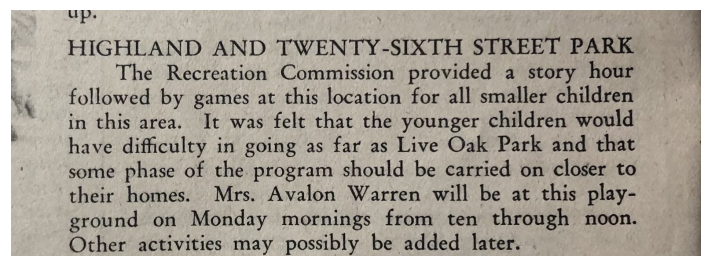 up.
HIGHLAND AND TWENTY-SIXTH STREET PARK
The Recreation Commission provided a story hour
followed by games at this location for all smaller children
in this area. It was felt that the younger children would
have difficulty in going as far as Live Oak Park and that
some phase of the program should be carried on closer to
their homes. Mrs. Avalon Warren will be at this play-
ground on Monday mornings from ten through noon.
Other activities may possibly be added later.